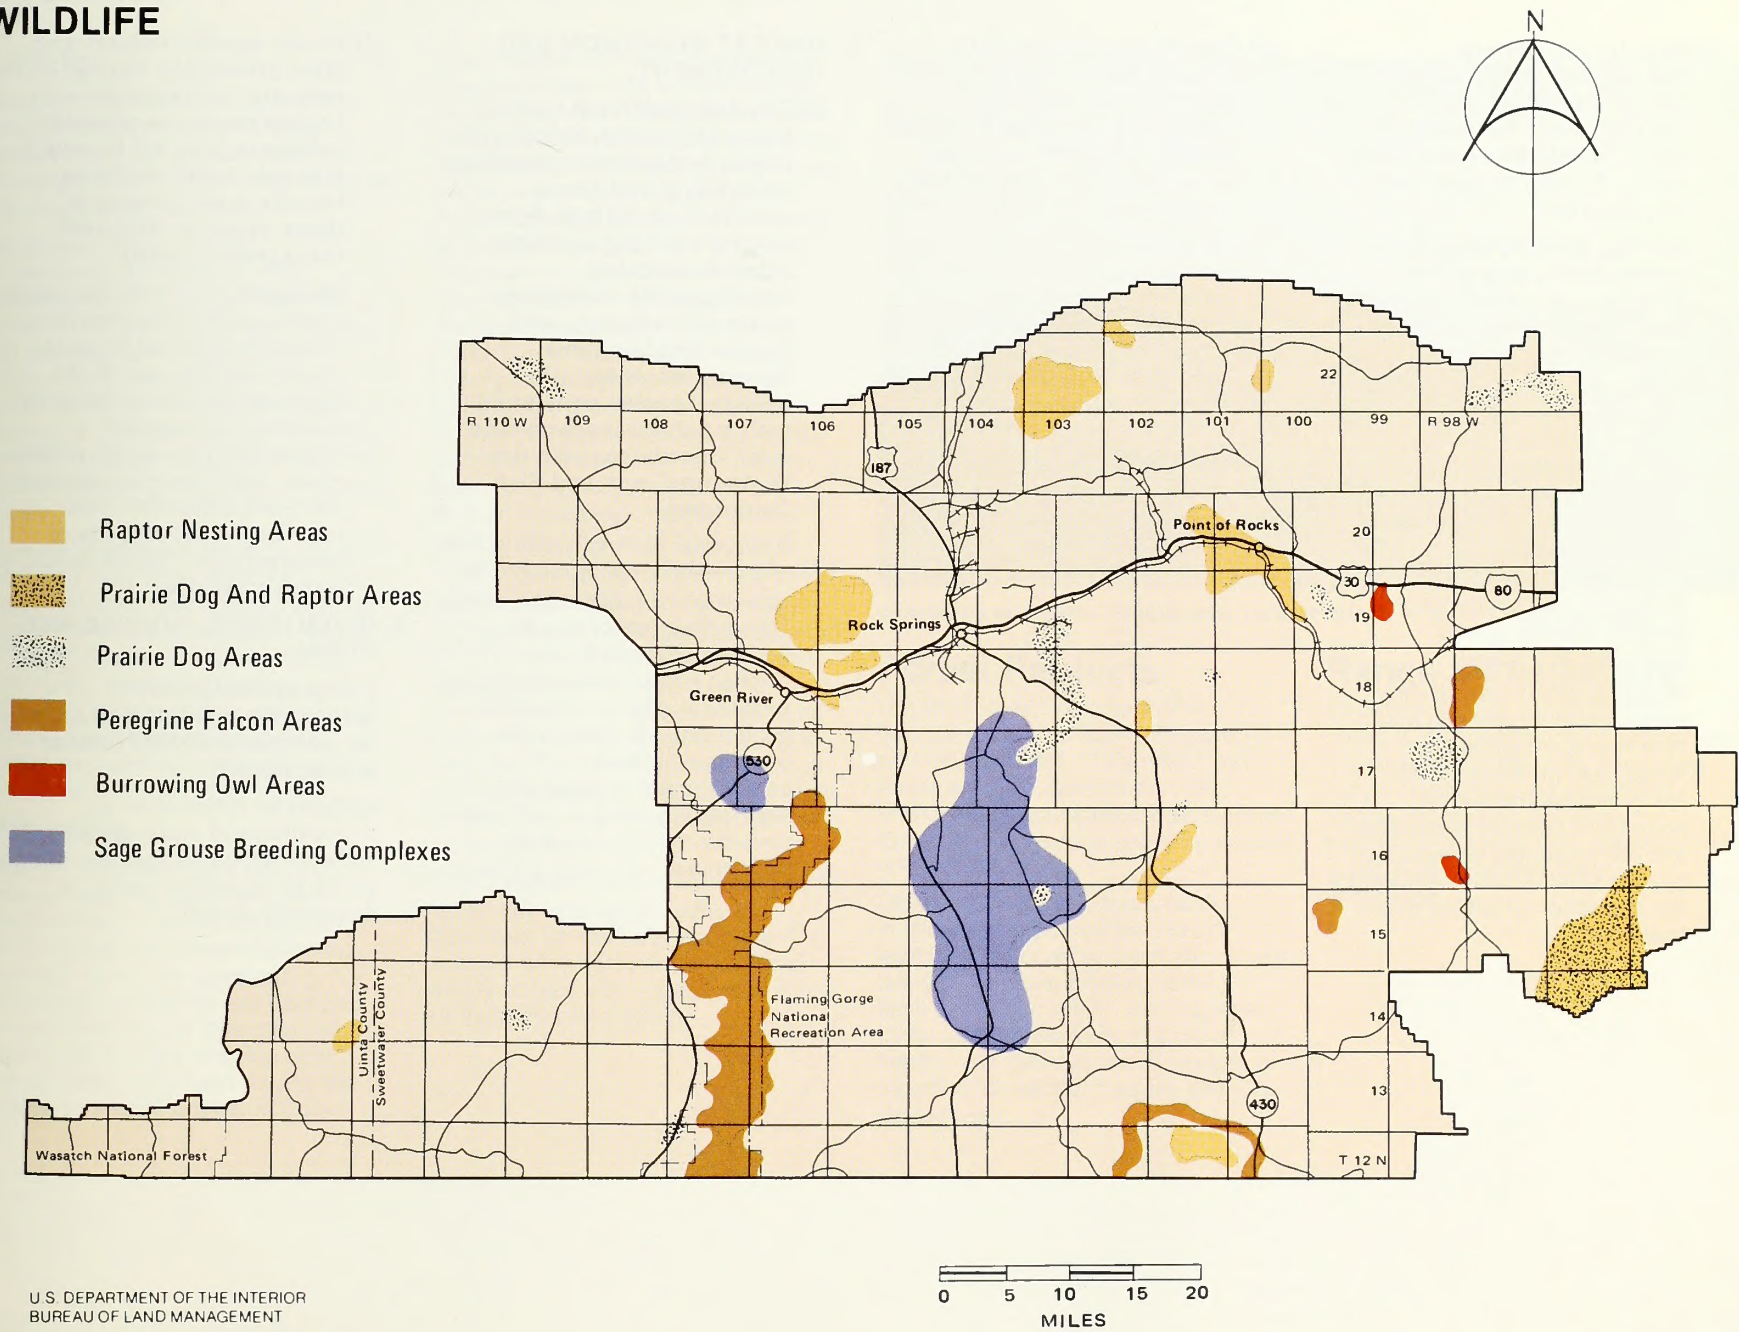 WILDLIFE
N
22
R 110 W 109 108 107 106 105 104 103 102 101 100 99 R 98 W
187
Raptor Nesting Areas
Point of Rocks
20
30
80
Prairie Dog And Raptor Areas
19
Rock Springs
Prairie Dog Areas
18
Green River
Peregrine Falcon Areas
530
17
Burrowing Owl Areas
Sage Grouse Breeding Complexes
16
15
Uinta County
Sweetwater County
Flaming Gorge
National
Recreation Area
14
13
430
Wasatch National Forest
T 12 N
0 5 10 15 20
MILES
U.S. DEPARTMENT OF THE INTERIOR
BUREAU OF LAND MANAGEMENT